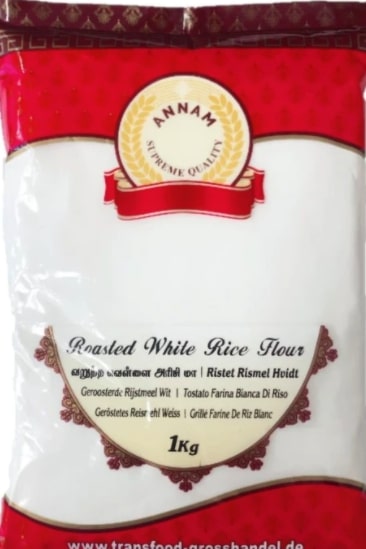 ANNAM
SUPREME QUALITY
Roasted White Rice Flour
வறுத்த வெள்ளை அரிசி மா | Ristet Rismel Hvidt
Geroosterde Rijstmeel Wit | Tostato Farina Bianca Di Riso
Geröstetes Reismehl Weiss | Grillé Farine De Riz Blanc
1Kg
www.transfood-grosshandel.de